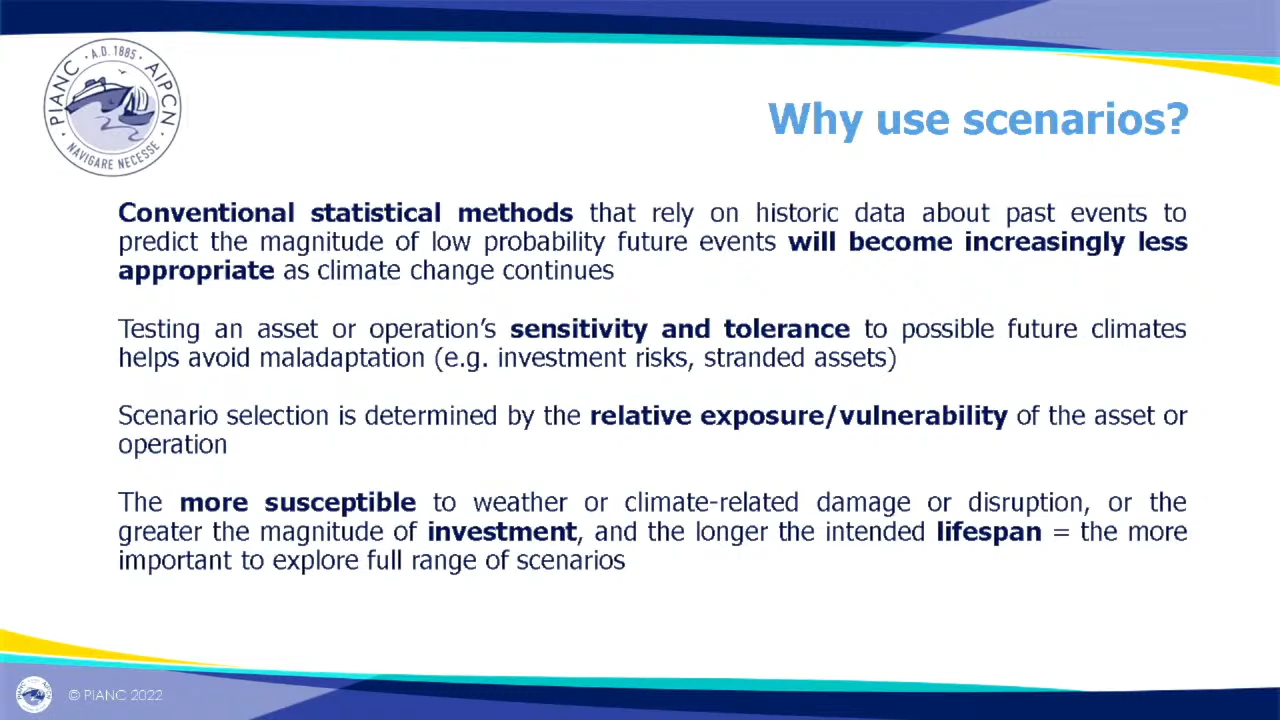 PIANC · A.D. 1885 · AIPCN
NAVIGARE NECESSE
Why use scenarios?
Conventional statistical methods that rely on historic data about past events to
predict the magnitude of low probability future events will become increasingly less
appropriate as climate change continues
Testing an asset or operation’s sensitivity and tolerance to possible future climates
helps avoid maladaptation (e.g. investment risks, stranded assets)
Scenario selection is determined by the relative exposure/vulnerability of the asset or
operation
The more susceptible to weather or climate-related damage or disruption, or the
greater the magnitude of investment, and the longer the intended lifespan = the more
important to explore full range of scenarios
© PIANC 2022